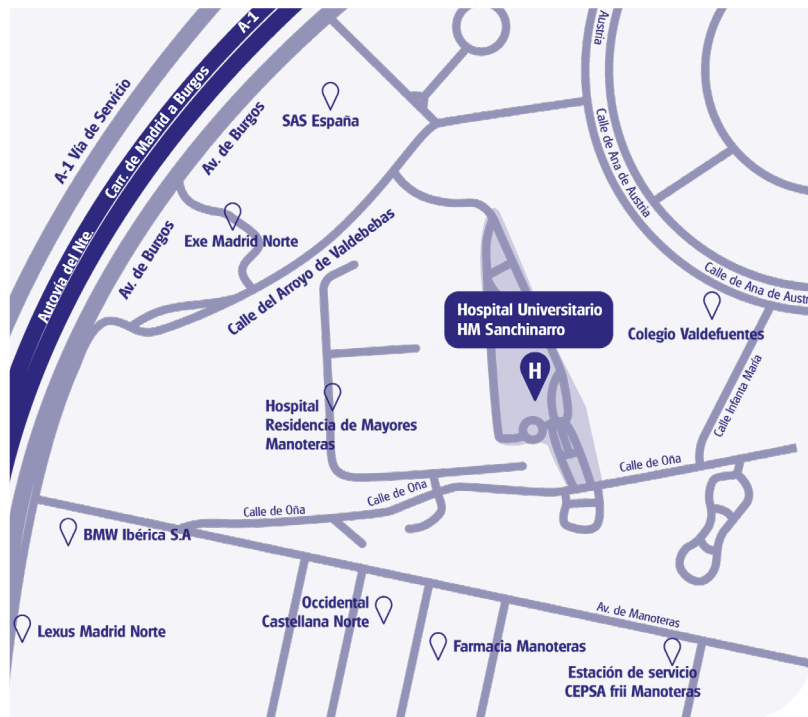 A-1
Austria
A-1 Vía de Servicio
Carr. de Madrid a Burgos
Av. de Burgos
SAS España
Calle de Ana de Austria
Exe Madrid Norte
Autovía del Nte.
Av. de Burgos
Calle del Arroyo de Valdebebas
Calle de Ana de Austr
Hospital Universitario
HM Sanchinarro
Colegio Valdefuentes
H
Calle Infanta María
Hospital
Residencia de Mayores
Manoteras
Calle de Oña
Calle de Oña
Calle de Oña
BMW Ibérica S.A
Occidental
Castellana Norte
Av. de Manoteras
Lexus Madrid Norte
Farmacia Manoteras
Estación de servicio
CEPSA frii Manoteras